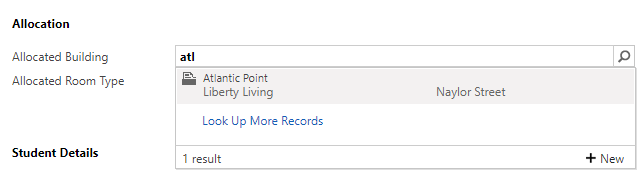 Allocation
Allocated Building atl
Allocated Room Type Atlantic Point
Liberty Living Naylor Street
Look Up More Records
Student Details 1 result + New